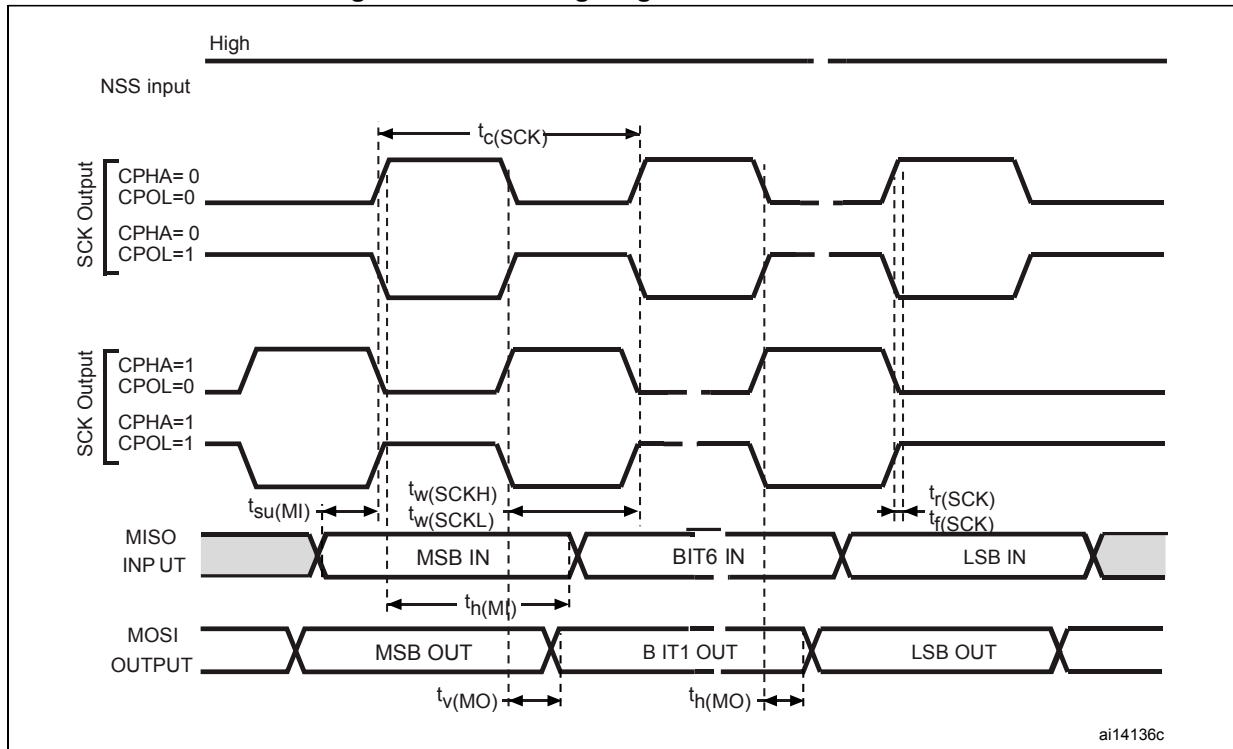 High
NSS input
tc(SCK)
SCK Output
CPHA= 0
CPOL=0
CPHA= 0
CPOL=1
SCK Output
CPHA=1
CPOL=0
CPHA=1
CPOL=1
tsu(MI)
tw(SCKH)
tw(SCKL)
tr(SCK)
tf(SCK)
MISO
INP UT
MSB IN
BIT6 IN
LSB IN
th(MI)
MOSI
OUTPUT
MSB OUT
B IT1 OUT
LSB OUT
tv(MO)
th(MO)
ai14136c